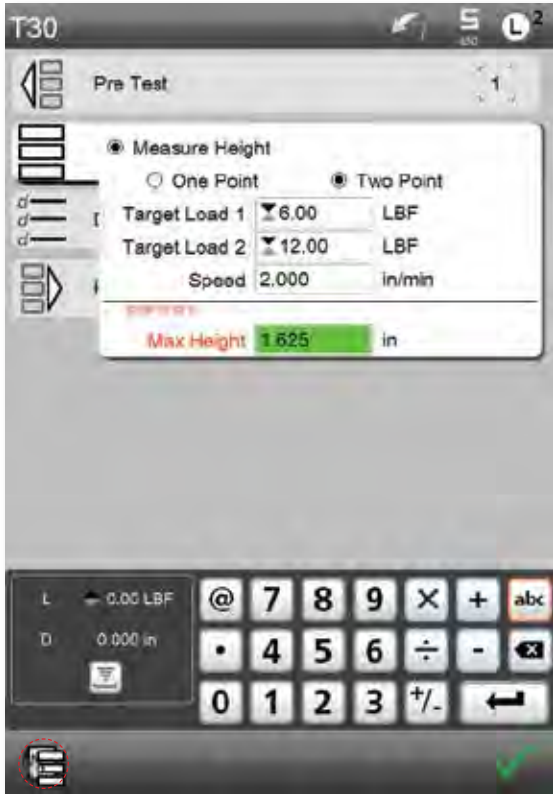 T30
L2
Pre Test 1
Measure Height
One Point Two Point
Target Load 1 6.00 LBF
Target Load 2 12.00 LBF
Speed 2.000 in/min
Max Height 1.625 in
L 0.00 LBF
D 0.000 in
@ 7 8 9 × + abc
. 4 5 6 ÷ -
0 1 2 3 +/-